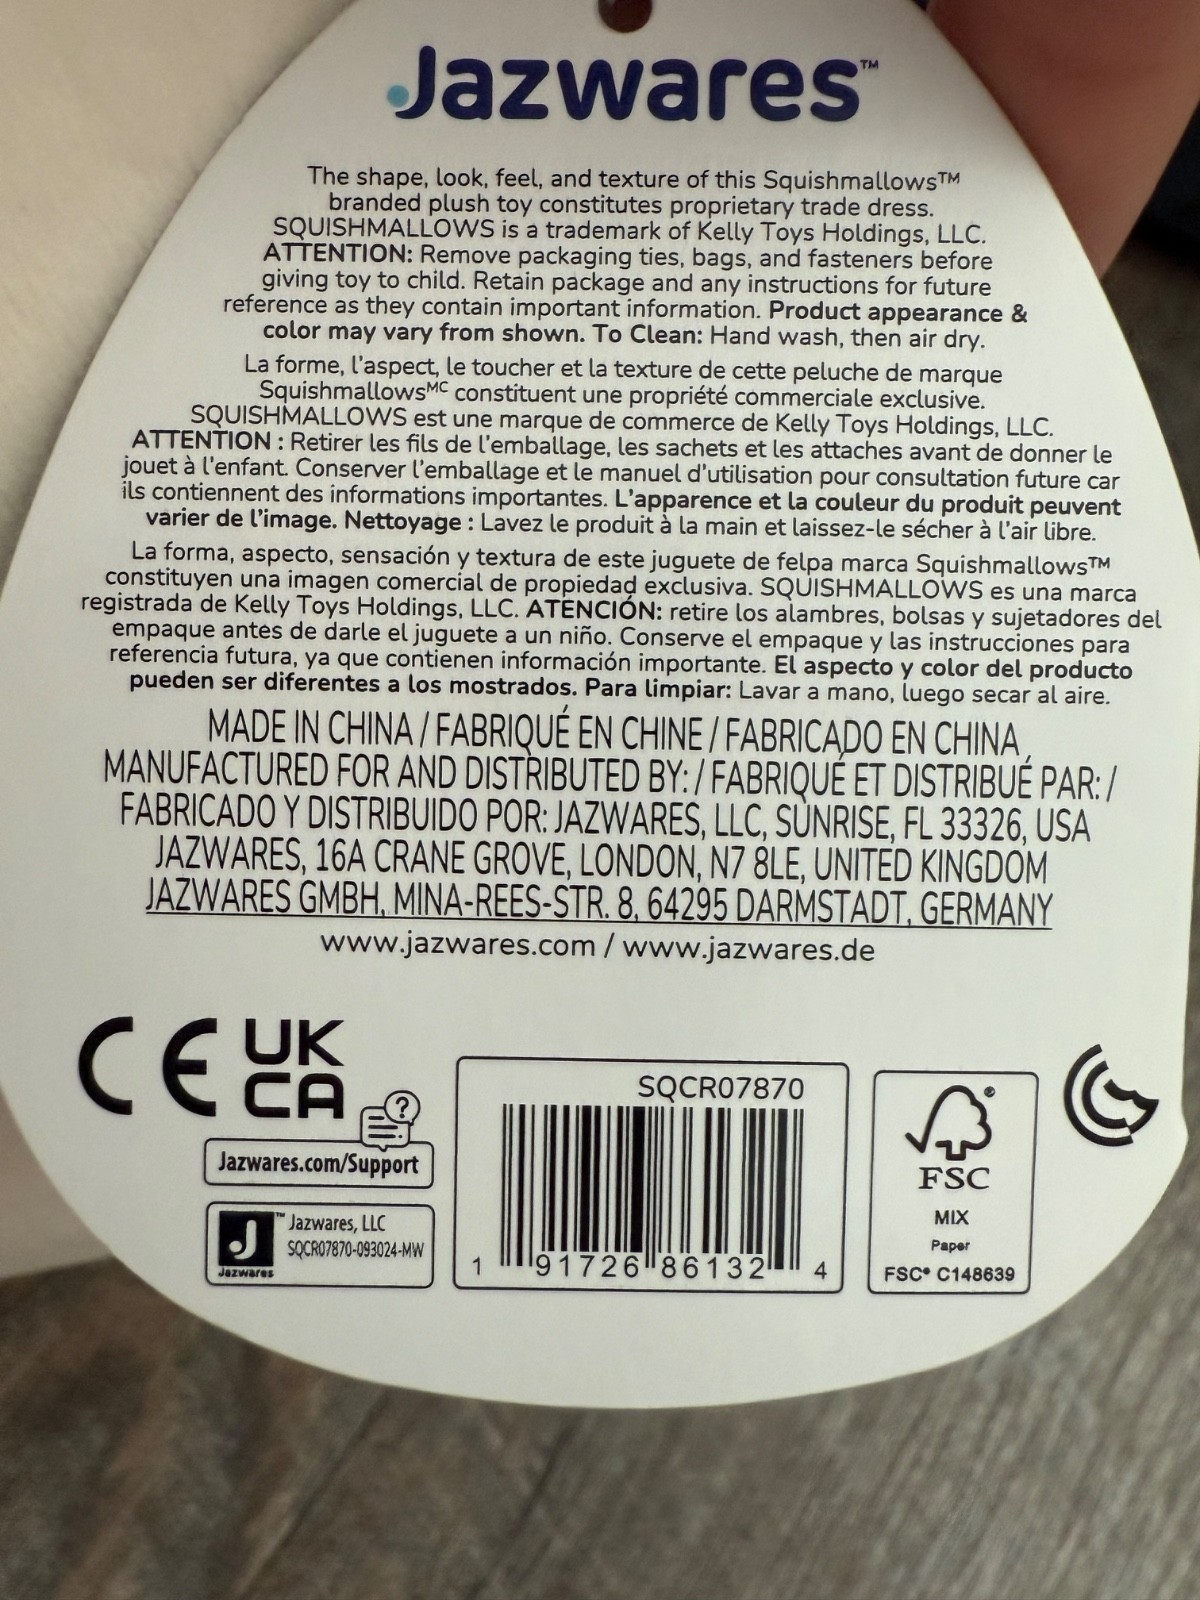 Jazwares™
The shape, look, feel, and texture of this Squishmallows™
branded plush toy constitutes proprietary trade dress.
SQUISHMALLOWS is a trademark of Kelly Toys Holdings, LLC.
ATTENTION: Remove packaging ties, bags, and fasteners before
giving toy to child. Retain package and any instructions for future
reference as they contain important information. Product appearance &
color may vary from shown. To Clean: Hand wash, then air dry.
La forme, l'aspect, le toucher et la texture de cette peluche de marque
Squishmallowsᴹᶜ constituent une propriété commerciale exclusive.
SQUISHMALLOWS est une marque de commerce de Kelly Toys Holdings, LLC.
ATTENTION : Retirer les fils de l'emballage, les sachets et les attaches avant de donner le
jouet à l'enfant. Conserver l'emballage et le manuel d'utilisation pour consultation future car
ils contiennent des informations importantes. L'apparence et la couleur du produit peuvent
varier de l'image. Nettoyage : Lavez le produit à la main et laissez-le sécher à l'air libre.
La forma, aspecto, sensación y textura de este juguete de felpa marca Squishmallows™
constituyen una imagen comercial de propiedad exclusiva. SQUISHMALLOWS es una marca
registrada de Kelly Toys Holdings, LLC. ATENCIÓN: retire los alambres, bolsas y sujetadores del
empaque antes de darle el juguete a un niño. Conserve el empaque y las instrucciones para
referencia futura, ya que contienen información importante. El aspecto y color del producto
pueden ser diferentes a los mostrados. Para limpiar: Lavar a mano, luego secar al aire.
MADE IN CHINA / FABRIQUÉ EN CHINE / FABRICADO EN CHINA
MANUFACTURED FOR AND DISTRIBUTED BY: / FABRIQUÉ ET DISTRIBUÉ PAR: /
FABRICADO Y DISTRIBUIDO POR: JAZWARES, LLC, SUNRISE, FL 33326, USA
JAZWARES, 16A CRANE GROVE, LONDON, N7 8LE, UNITED KINGDOM
JAZWARES GMBH, MINA-REES-STR. 8, 64295 DARMSTADT, GERMANY
www.jazwares.com / www.jazwares.de
CE
UK
CA
?
Jazwares.com/Support
J™
Jazwares
Jazwares, LLC
SQCR07870-093024-MW
SQCR07870
1 91726 86132 4
®
FSC
MIX
Paper
FSC® C148639